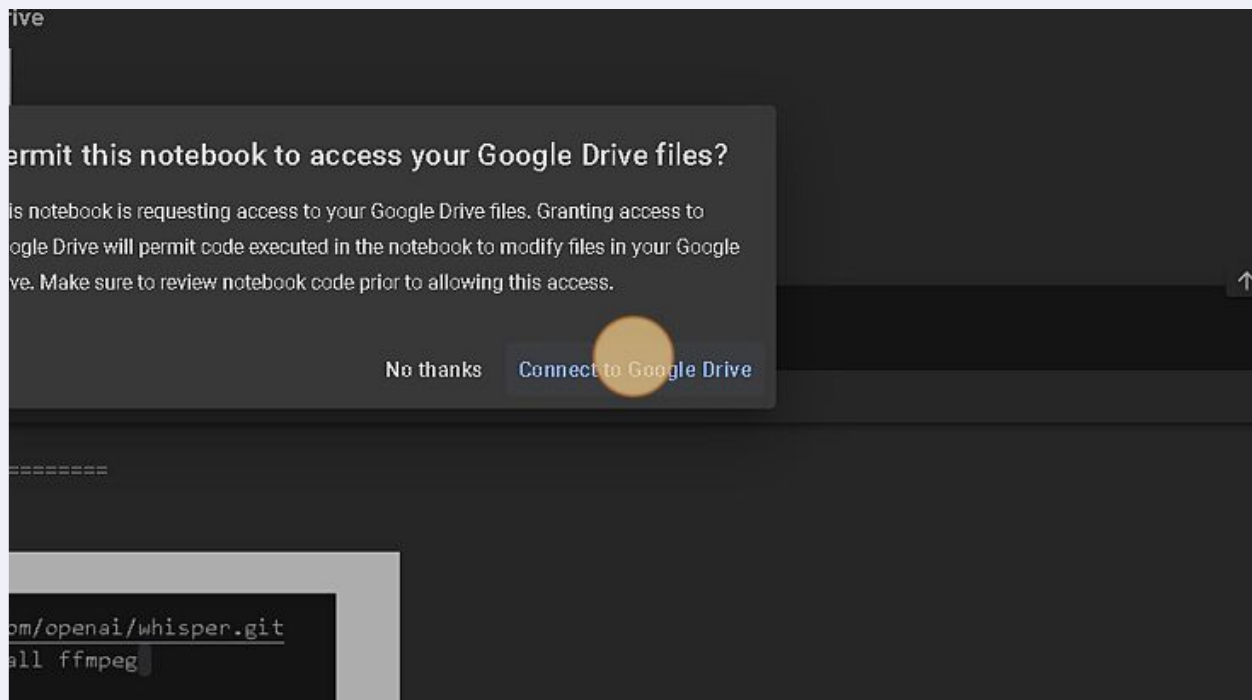 ive
ermit this notebook to access your Google Drive files?
is notebook is requesting access to your Google Drive files. Granting access to
ogle Drive will permit code executed in the notebook to modify files in your Google
ve. Make sure to review notebook code prior to allowing this access.
No thanks Connect to Google Drive
========
om/openai/whisper.git
all ffmpeg